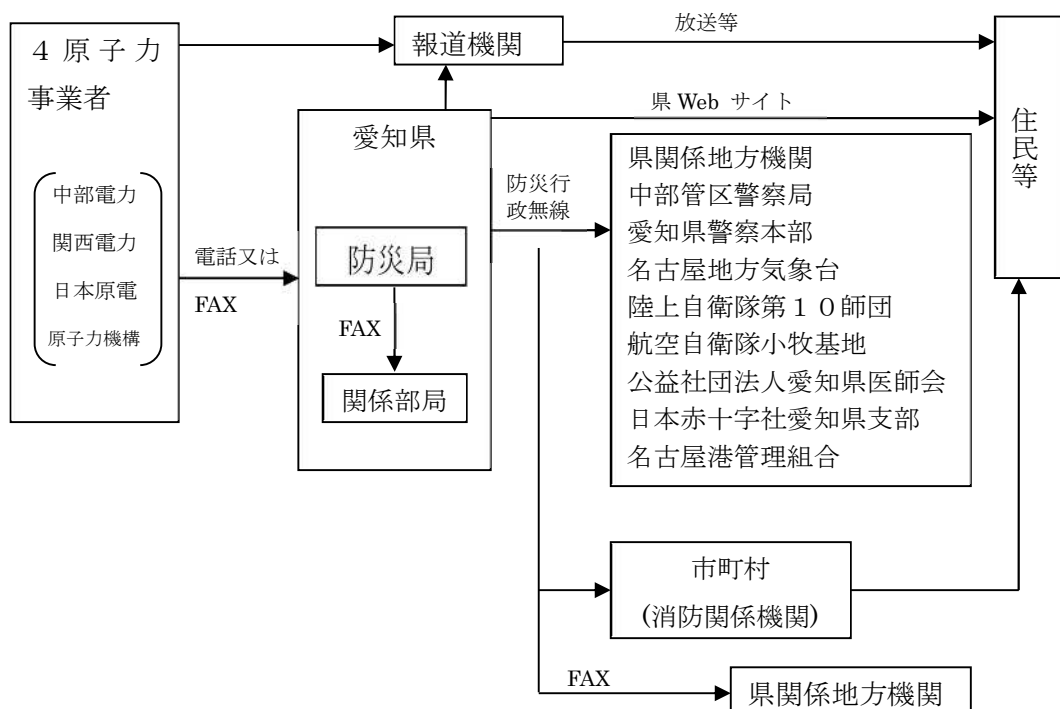 ４原子力
事業者
中部電力
関西電力
日本原電
原子力機構
電話又は
FAX
報道機関
放送等
愛知県
防災局
FAX
関係部局
県 Web サイト
防災行
政無線
県関係地方機関
中部管区警察局
愛知県警察本部
名古屋地方気象台
陸上自衛隊第１０師団
航空自衛隊小牧基地
公益社団法人愛知県医師会
日本赤十字社愛知県支部
名古屋港管理組合
市町村
(消防関係機関)
FAX
県関係地方機関
住民等